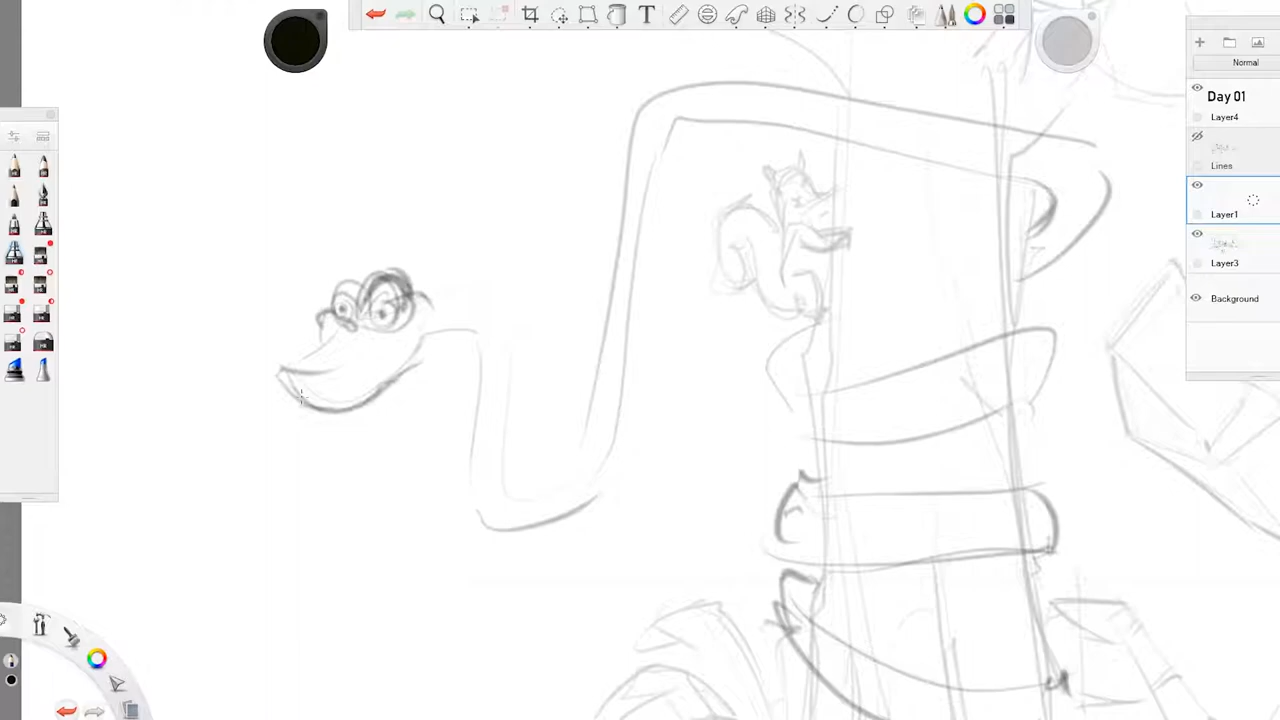 Normal
Day 01
Layer4
Lines
Layer1
Layer3
Background